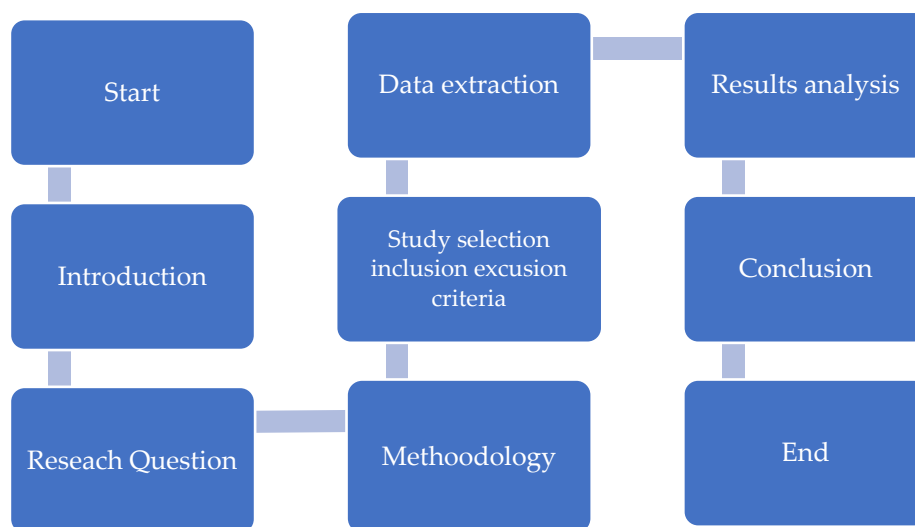 Start
Introduction
Reseach Question
Methoodology
Study selection
inclusion excusion
criteria
Data extraction
Results analysis
Conclusion
End